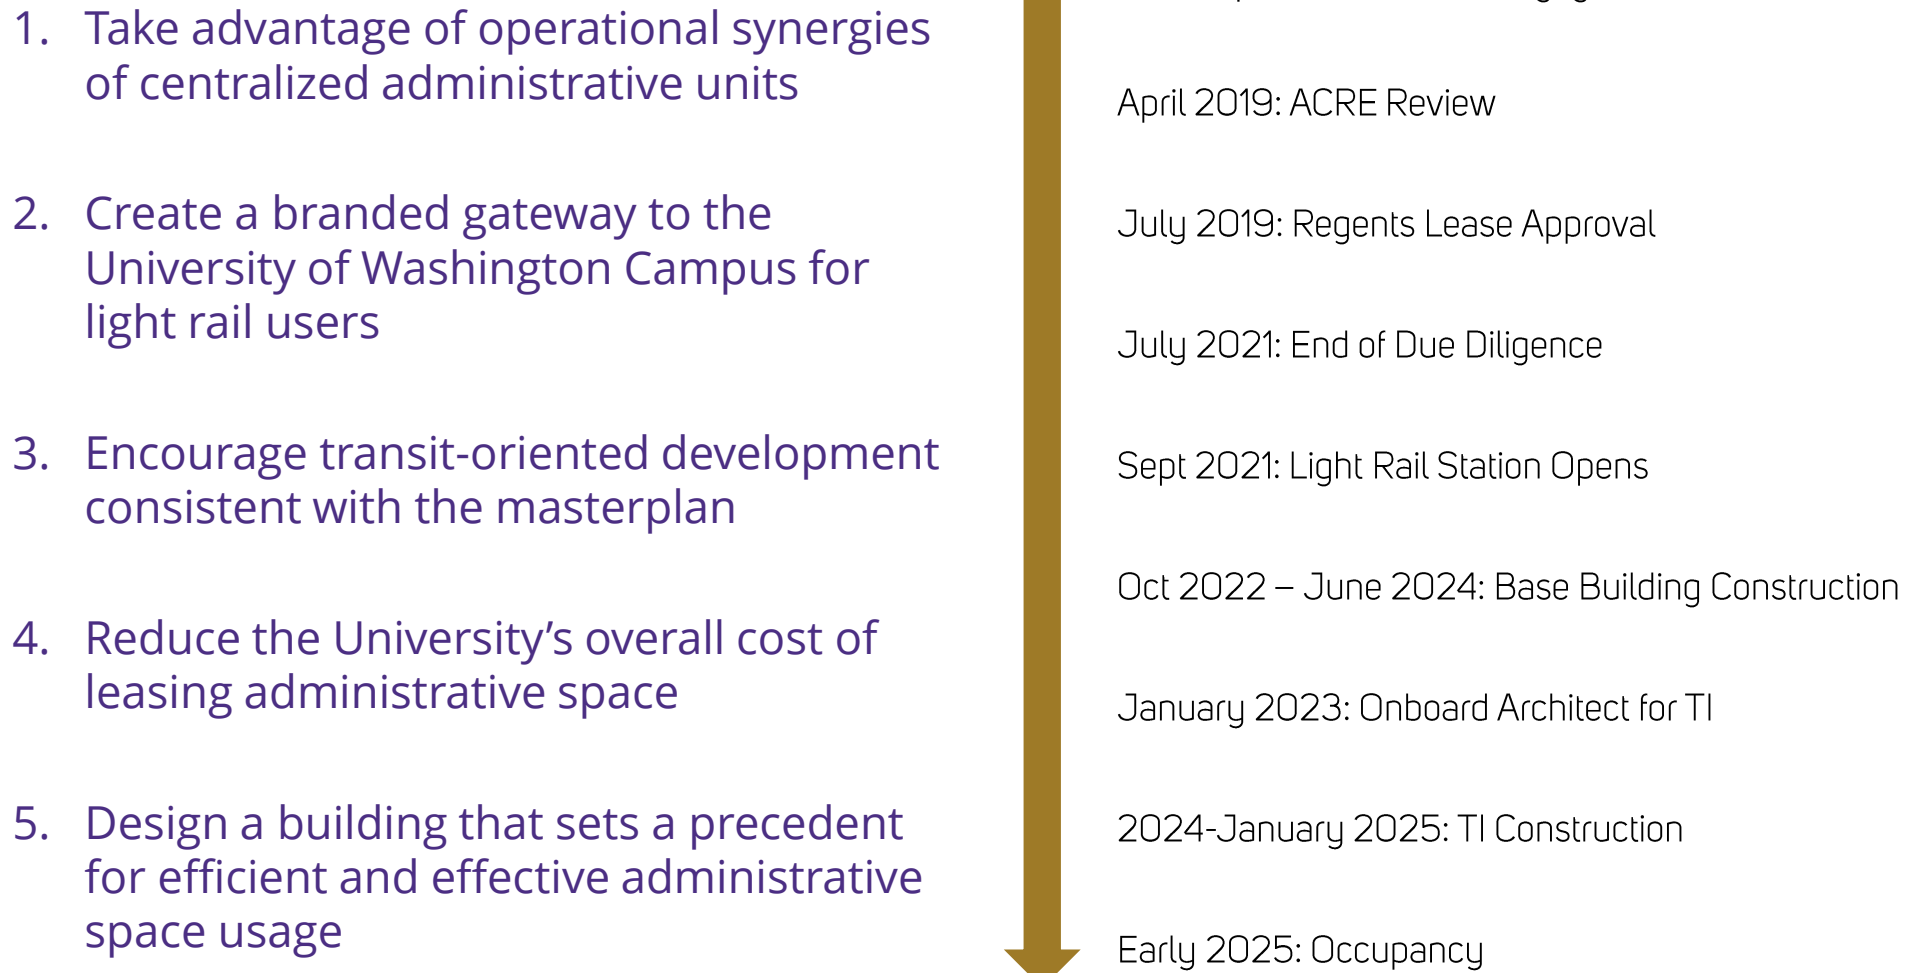 1. Take advantage of operational synergies
of centralized administrative units
2. Create a branded gateway to the
University of Washington Campus for
light rail users
3. Encourage transit-oriented development
consistent with the masterplan
4. Reduce the University’s overall cost of
leasing administrative space
5. Design a building that sets a precedent
for efficient and effective administrative
space usage
April 2019: ACRE Review
July 2019: Regents Lease Approval
July 2021: End of Due Diligence
Sept 2021: Light Rail Station Opens
Oct 2022 – June 2024: Base Building Construction
January 2023: Onboard Architect for TI
2024-January 2025: TI Construction
Early 2025: Occupancy